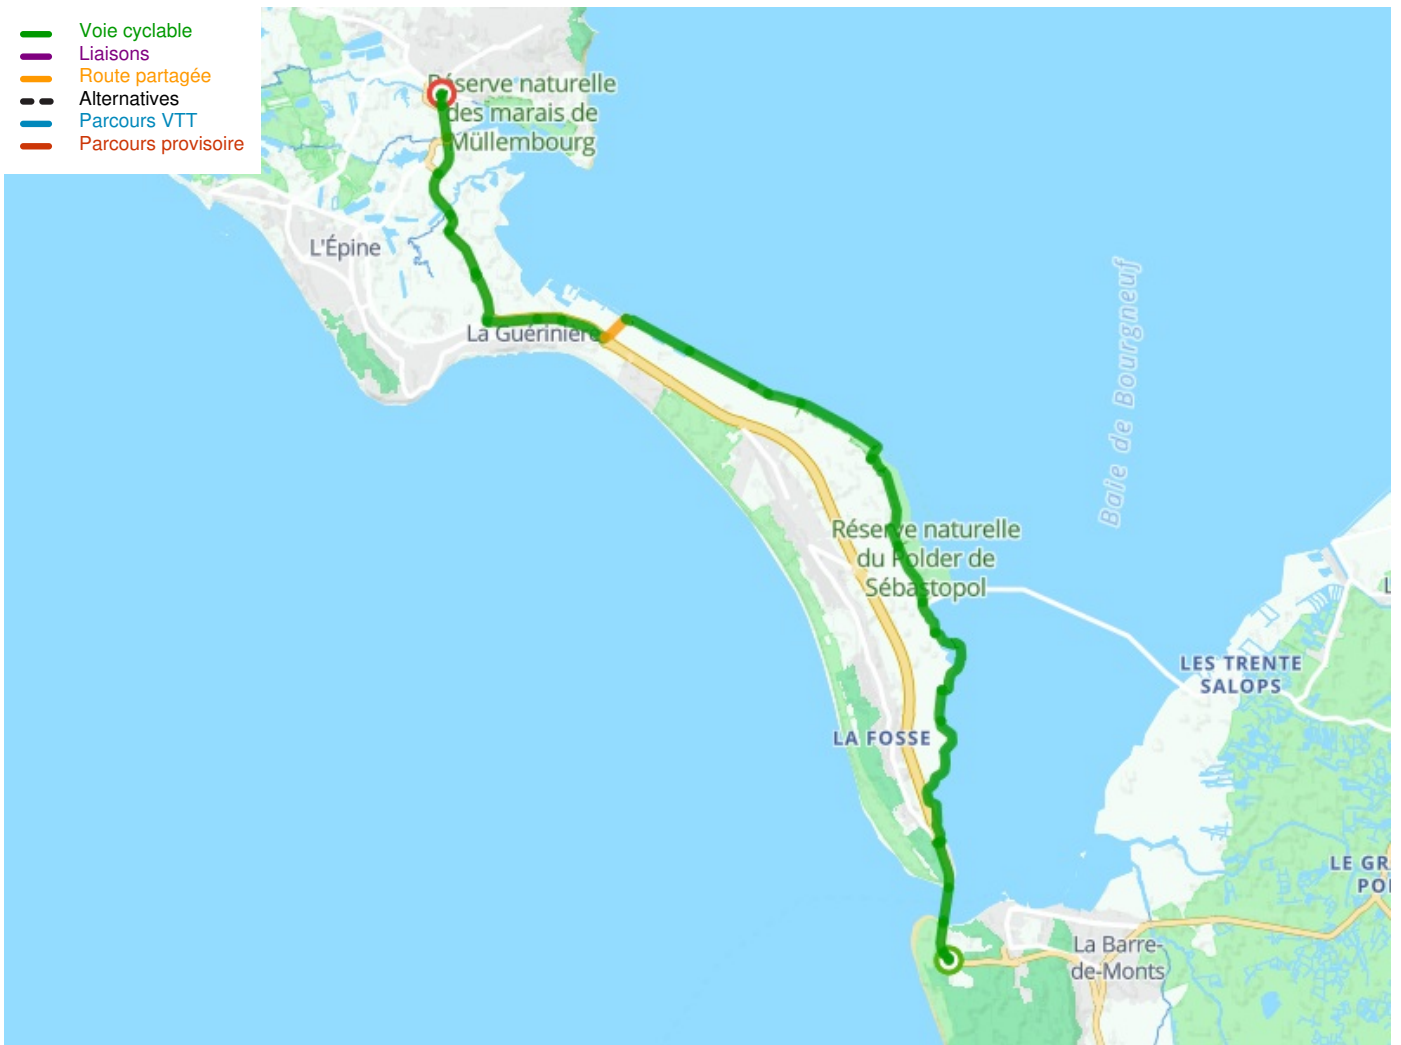 Voie cyclable
Liaisons
Route partagée
Alternatives
Parcours VTT
Parcours provisoire
Réserve naturelle
des marais de
Müllembourg
L'Épine
La Guérinière
Baie de Bourgneuf
Réserve naturelle
du Polder de
Sébastopol
LES TRENTE
SALOPS
LA FOSSE
LE GR
POI
La Barre-
de-Monts
L